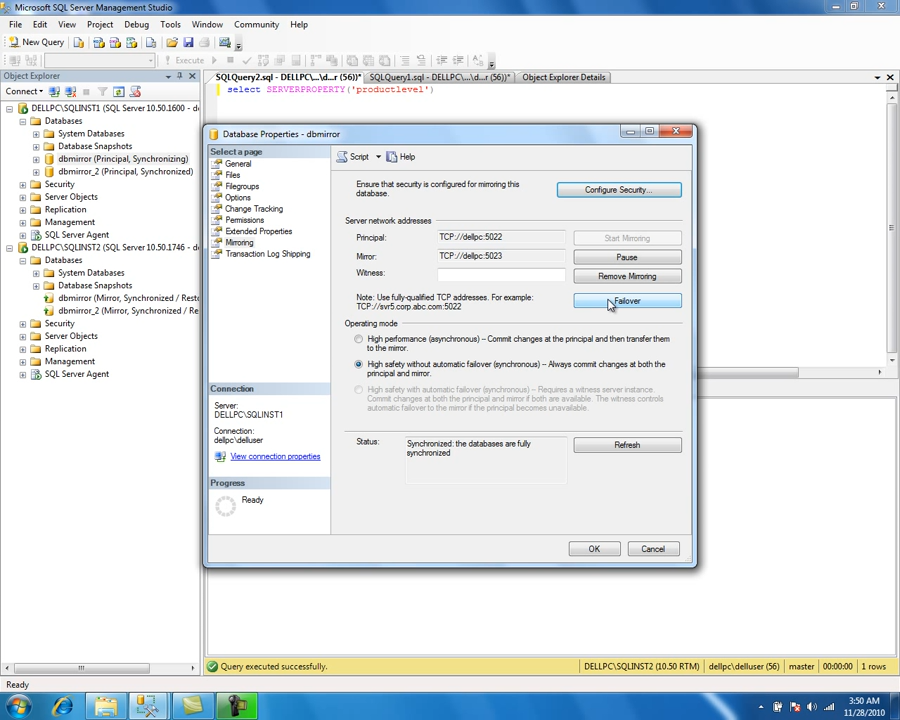 Microsoft SQL Server Management Studio
File Edit View Project Debug Tools Window Community Help
New Query
Execute
Object Explorer
SQLQuery2.sql - DELLPC\...\d...r (56))*
SQLQuery1.sql - DELLPC\...\d...r (56))*
Object Explorer Details
Connect
select SERVERPROPERTY('productlevel')
DELLPC\SQLINST1 (SQL Server 10.50.1600 - de
Databases
System Databases
Database Snapshots
dbmirror (Principal, Synchronizing)
dbmirror_2 (Principal, Synchronized)
Security
Server Objects
Replication
Management
SQL Server Agent
DELLPC\SQLINST2 (SQL Server 10.50.1746 - de
Databases
System Databases
Database Snapshots
dbmirror (Mirror, Synchronized / Resto
dbmirror_2 (Mirror, Synchronized / Re
Security
Server Objects
Replication
Management
SQL Server Agent
Database Properties - dbmirror
Select a page
General
Files
Filegroups
Options
Change Tracking
Permissions
Extended Properties
Mirroring
Transaction Log Shipping
Connection
Server:
DELLPC\SQLINST1
Connection:
dellpc\delluser
View connection properties
Progress
Ready
Script Help
Ensure that security is configured for mirroring this
database.
Configure Security...
Server network addresses
Principal: TCP://dellpc:5022 Start Mirroring
Mirror: TCP://dellpc:5023 Pause
Witness: Remove Mirroring
Note: Use fully-qualified TCP addresses. For example:
TCP://svr5.corp.abc.com:5022
Failover
Operating mode
High performance (asynchronous) – Commit changes at the principal and then transfer them
to the mirror.
High safety without automatic failover (synchronous) – Always commit changes at both the
principal and mirror.
High safety with automatic failover (synchronous) – Requires a witness server instance.
Commit changes at both the principal and mirror if both are available. The witness controls
automatic failover to the mirror if the principal becomes unavailable.
Status: Synchronized: the databases are fully
synchronized
Refresh
OK Cancel
Query executed successfully. DELLPC\SQLINST2 (10.50 RTM) dellpc\delluser (56) master 00:00:00 1 rows
Ready
3:50 AM
11/28/2010